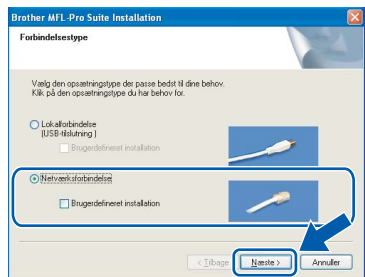 Brother MFL-Pro Suite Installation
Forbindelsestype
Vælg den opsætningstype der passe bedst til dine behov.
Klik på den opsætningstype du har behov for.
Lokalforbindelse
(USB-tilslutning )
Brugerdefineret installation
Netværksforbindelse
Brugerdefineret installation
< Tilbage
Næste >
Annuller